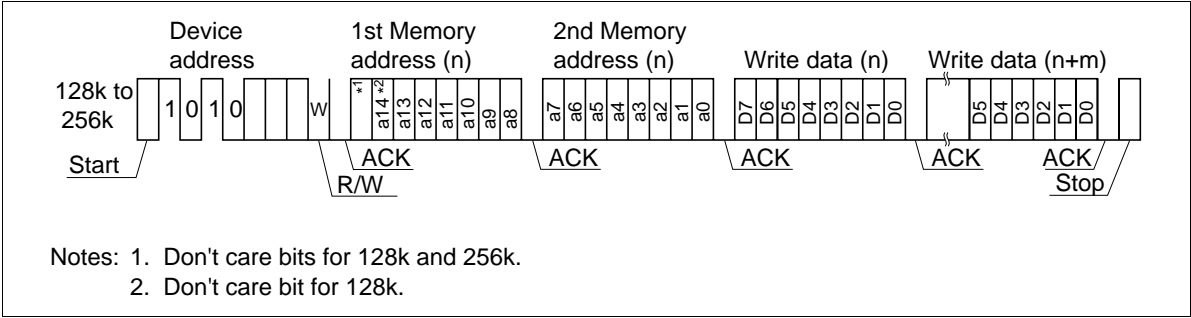 Device address
1st Memory address (n)
2nd Memory address (n)
Write data (n)
Write data (n+m)
128k to 256k
1 0 1 0 W
*1 a14*2 a13 a12 a11 a10 a9 a8
a7 a6 a5 a4 a3 a2 a1 a0
D7 D6 D5 D4 D3 D2 D1 D0
D5 D4 D3 D2 D1 D0
Start
R/W
ACK
ACK
ACK
ACK
ACK
Stop
Notes: 1. Don't care bits for 128k and 256k.
2. Don't care bit for 128k.